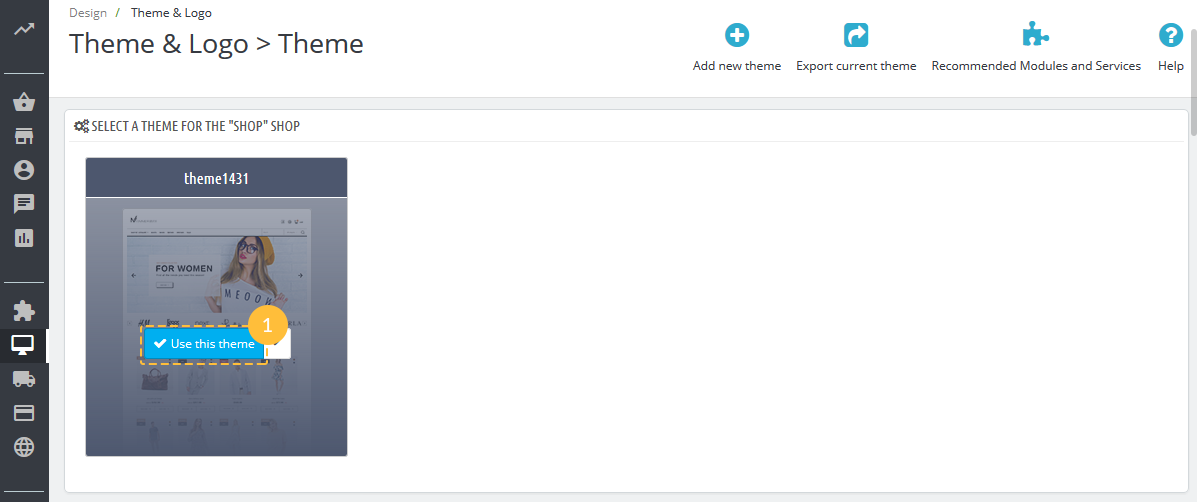 Design / Theme & Logo
Theme & Logo > Theme
Add new theme
Export current theme
Recommended Modules and Services
Help
SELECT A THEME FOR THE "SHOP" SHOP
theme1431
FOR WOMEN
MEOOW
1
Use this theme